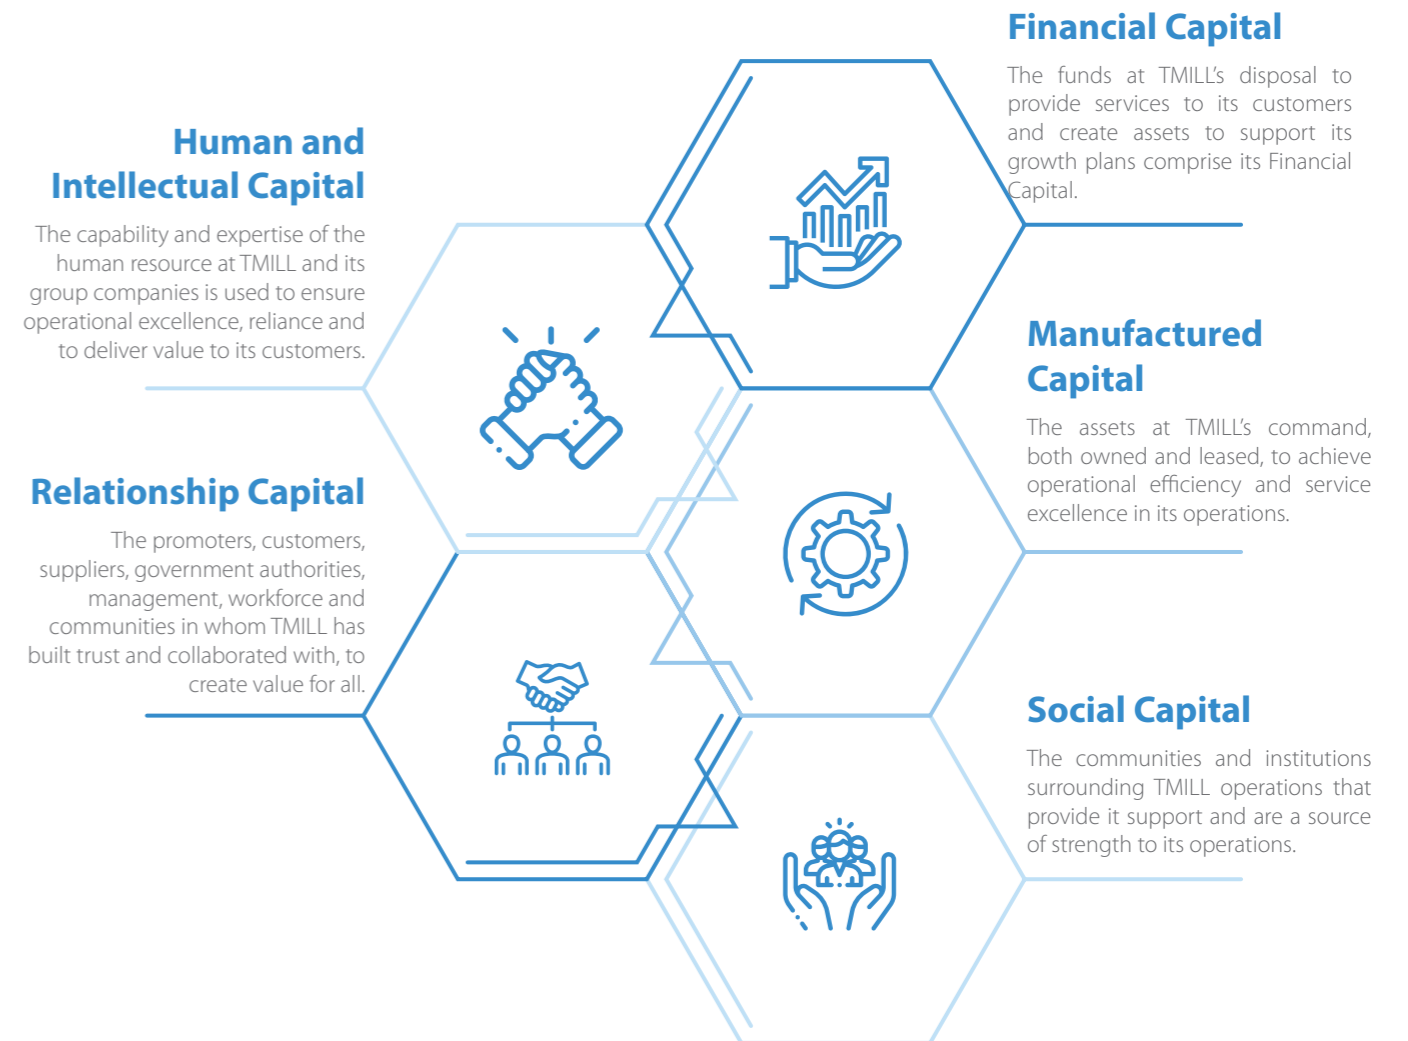 Financial Capital
The funds at TMILL's disposal to
provide services to its customers
and create assets to support its
growth plans comprise its Financial
Capital.
Human and
Intellectual Capital
The capability and expertise of the
human resource at TMILL and its
group companies is used to ensure
operational excellence, reliance and
to deliver value to its customers.
Manufactured
Capital
The assets at TMILL's command,
both owned and leased, to achieve
operational efficiency and service
excellence in its operations.
Relationship Capital
The promoters, customers,
suppliers, government authorities,
management, workforce and
communities in whom TMILL has
built trust and collaborated with, to
create value for all.
Social Capital
The communities and institutions
surrounding TMILL operations that
provide it support and are a source
of strength to its operations.